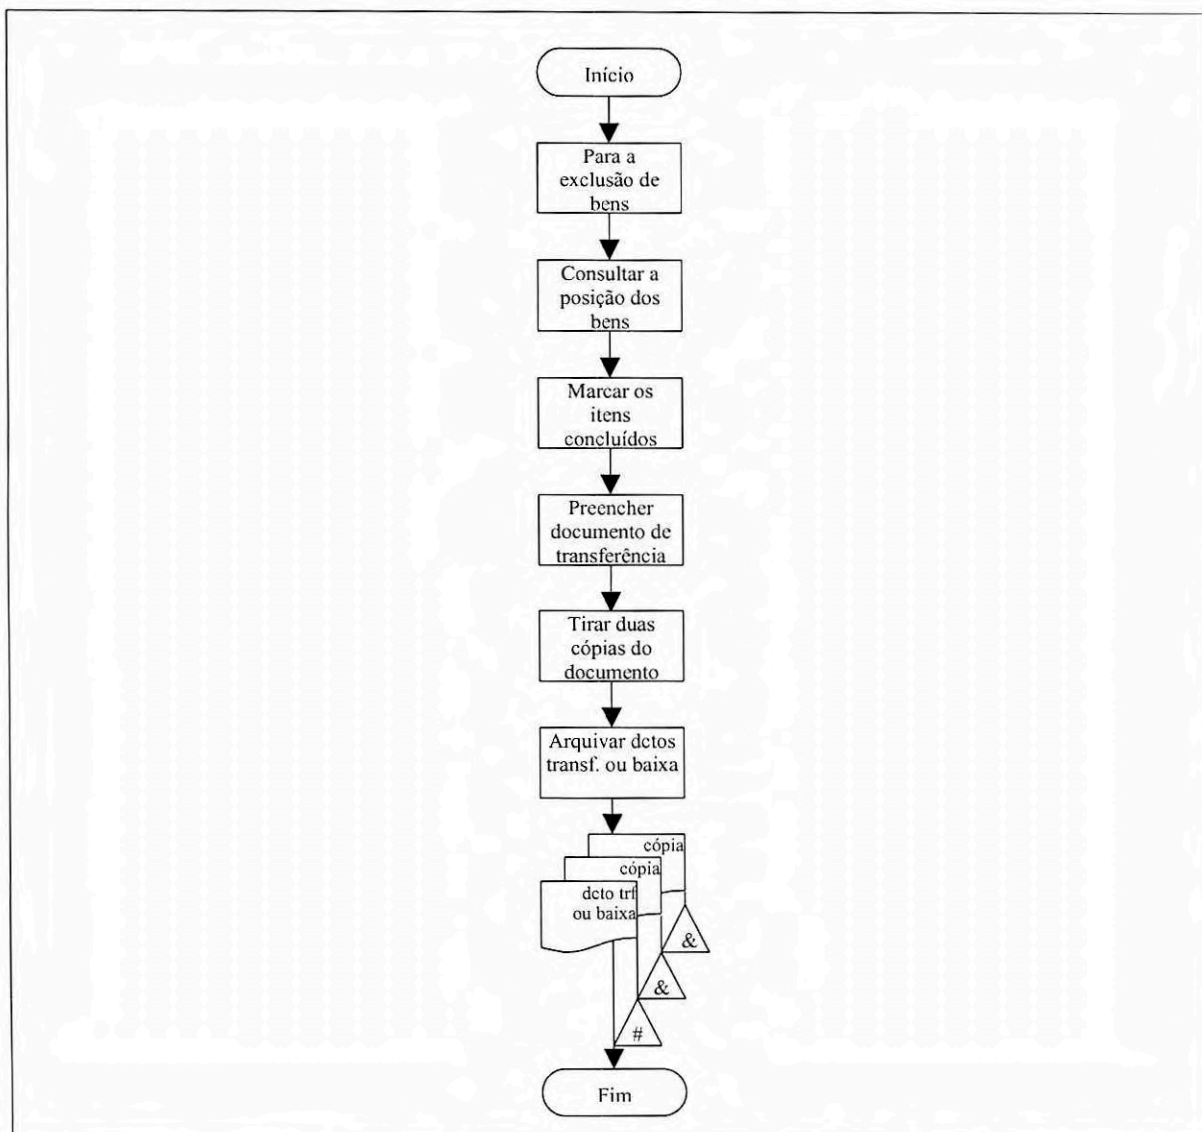 Início
Para a
exclusão de
bens
Consultar a
posição dos
bens
Marcar os
itens
concluídos
Preencher
documento de
transferência
Tirar duas
cópias do
documento
Arquivar dctos
transf. ou baixa
cópia
cópia
dcto trf
ou baixa
&
&
#
Fim